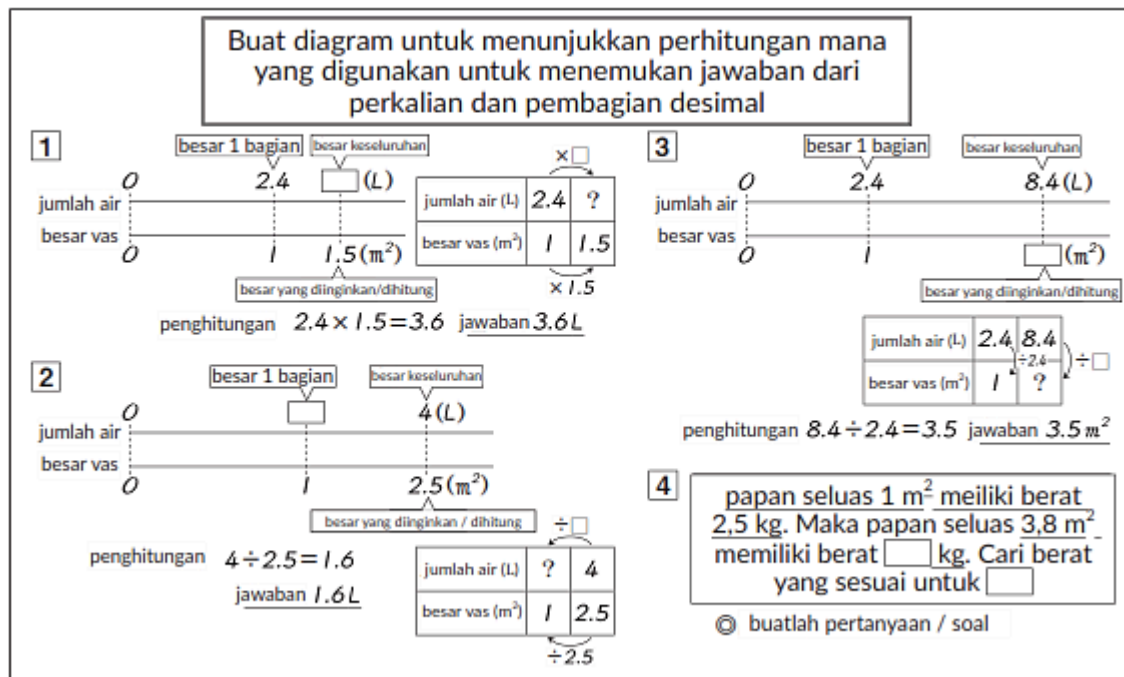 Buat diagram untuk menunjukkan perhitungan mana
yang digunakan untuk menemukan jawaban dari
perkalian dan pembagian desimal
1
besar 1 bagian
besar keseluruhan
0 2.4 □ (L)
jumlah air
besar vas
0 1 1.5 (m²)
besar yang diinginkan/dihitung
×□
jumlah air (L) 2.4 ?
besar vas (m²) 1 1.5
×1.5
penghitungan 2.4 × 1.5 = 3.6 jawaban 3.6 L
2
besar 1 bagian
besar keseluruhan
0 □ 4 (L)
jumlah air
besar vas
0 1 2.5 (m²)
besar yang diinginkan / dihitung
penghitungan 4 ÷ 2.5 = 1.6
jawaban 1.6 L
÷□
jumlah air (L) ? 4
besar vas (m²) 1 2.5
÷2.5
3
besar 1 bagian
besar keseluruhan
0 2.4 8.4 (L)
jumlah air
besar vas
0 1 □ (m²)
besar yang diinginkan/dihitung
jumlah air (L) 2.4 8.4
÷2.4 ÷□
besar vas (m²) 1 ?
penghitungan 8.4 ÷ 2.4 = 3.5 jawaban 3.5 m²
4
papan seluas 1 m² meiliki berat
2,5 kg. Maka papan seluas 3,8 m²
memiliki berat □ kg. Cari berat
yang sesuai untuk □
◎ buatlah pertanyaan / soal